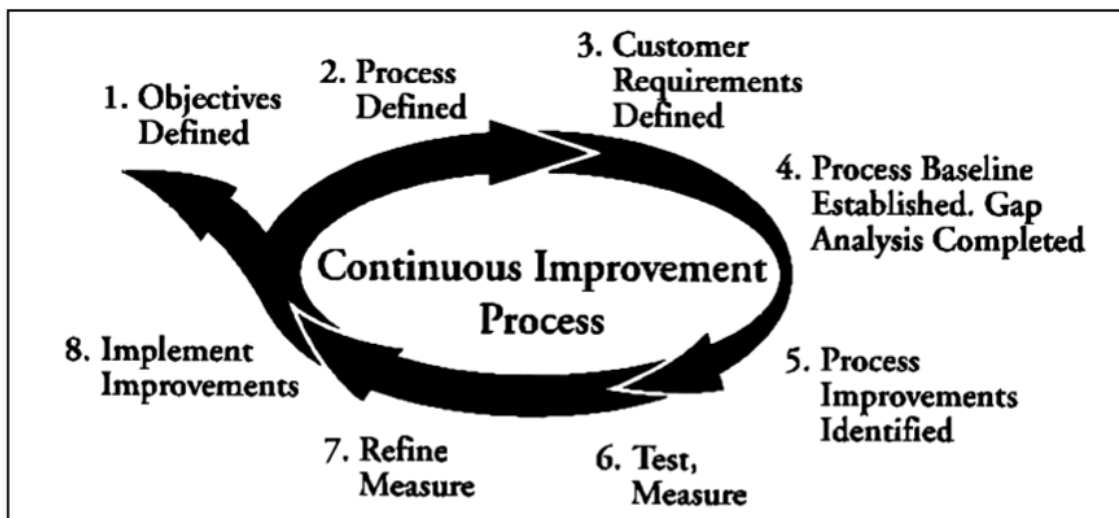 1. Objectives
Defined
2. Process
Defined
3. Customer
Requirements
Defined
4. Process Baseline
Established. Gap
Analysis Completed
Continuous Improvement
Process
5. Process
Improvements
Identified
6. Test,
Measure
7. Refine
Measure
8. Implement
Improvements